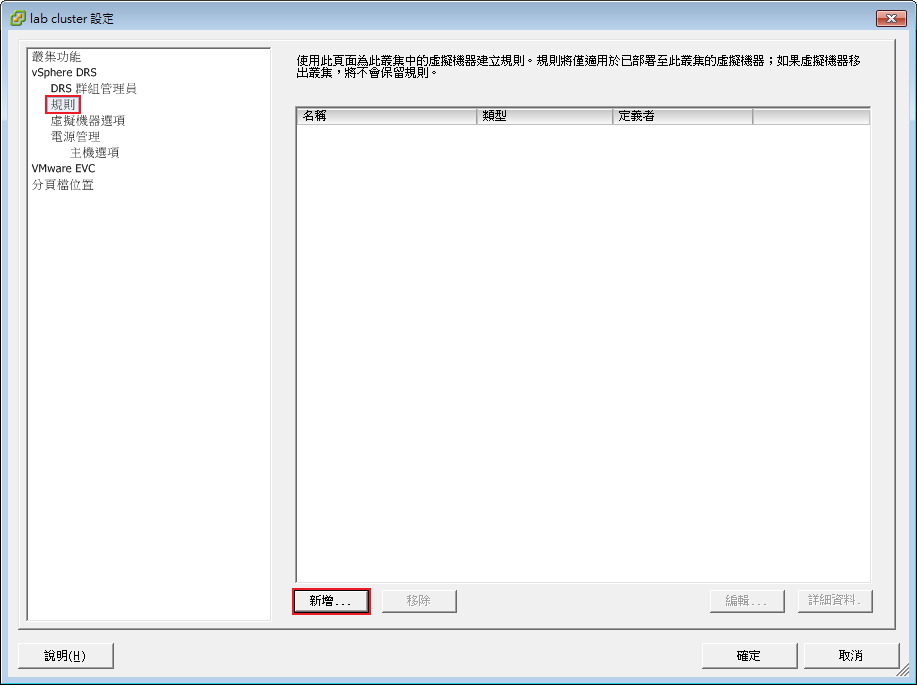 lab cluster 設定
叢集功能
vSphere DRS
DRS 群組管理員
規則
虛擬機器選項
電源管理
主機選項
VMware EVC
分頁檔位置
使用此頁面為此叢集中的虛擬機器建立規則。規則將僅適用於已部署至此叢集的虛擬機器；如果虛擬機器移
出叢集，將不會保留規則。
名稱 類型 定義者
新增... 移除 編輯... 詳細資料.
說明(H) 確定 取消